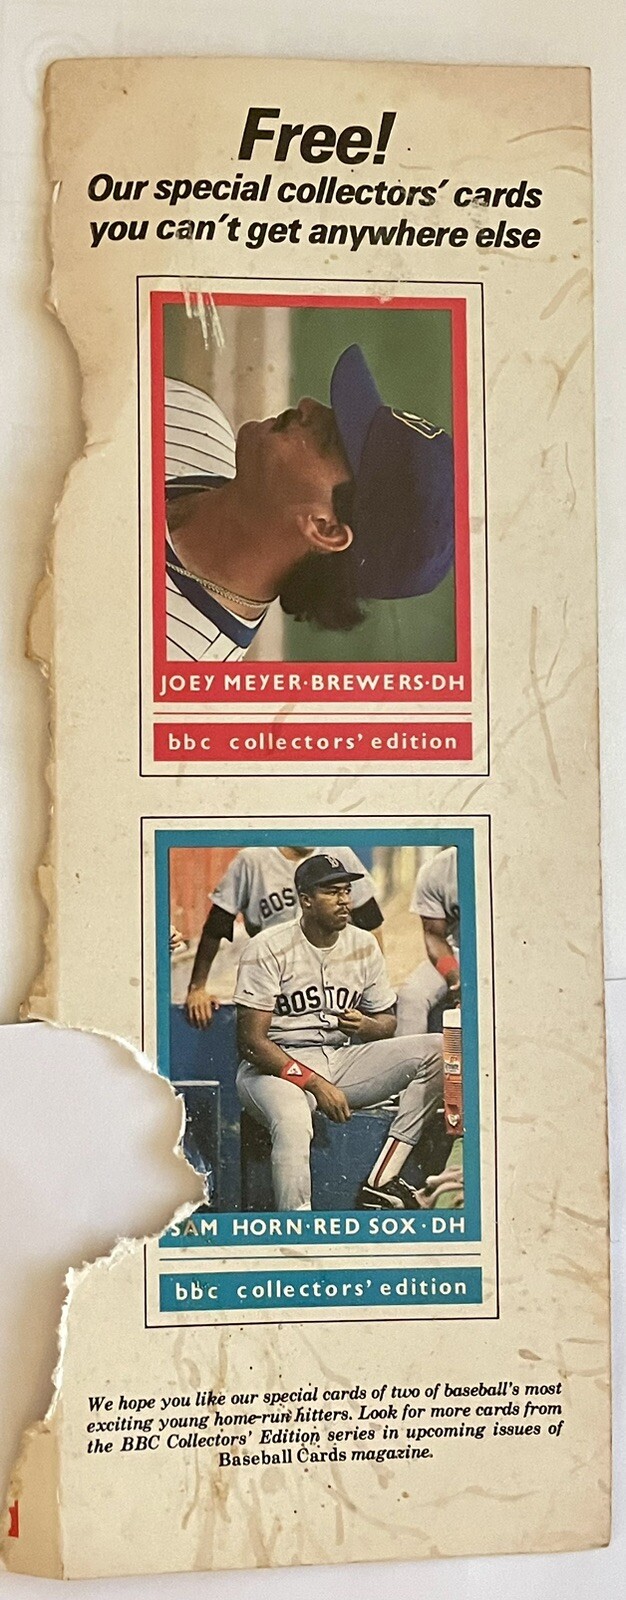 Free!
Our special collectors' cards
you can't get anywhere else
JOEY MEYER·BREWERS·DH
bbc collectors' edition
BOS
BOSTON
SAM HORN·RED SOX·DH
bbc collectors' edition
We hope you like our special cards of two of baseball's most
exciting young home-run hitters. Look for more cards from
the BBC Collectors' Edition series in upcoming issues of
Baseball Cards magazine.